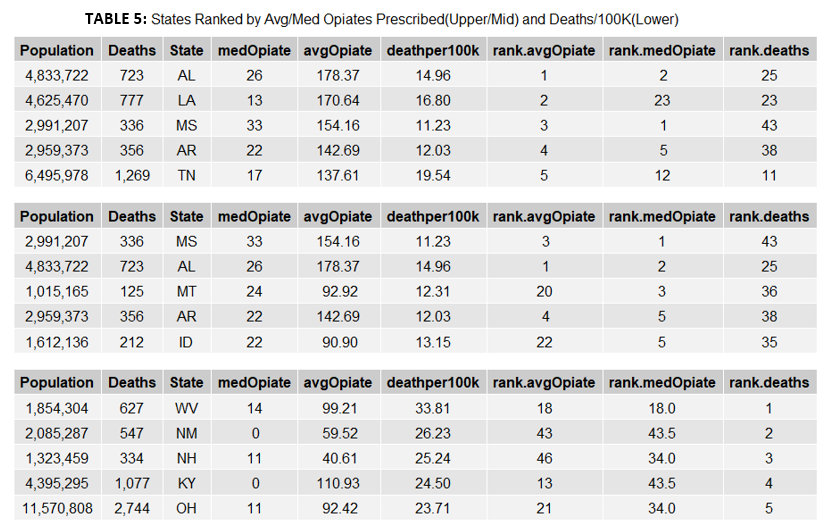 TABLE 5: States Ranked by Avg/Med Opiates Prescribed(Upper/Mid) and Deaths/100K(Lower)
Population Deaths State medOpiate avgOpiate deathper100k rank.avgOpiate rank.medOpiate rank.deaths
4,833,722 723 AL 26 178.37 14.96 1 2 25
4,625,470 777 LA 13 170.64 16.80 2 23 23
2,991,207 336 MS 33 154.16 11.23 3 1 43
2,959,373 356 AR 22 142.69 12.03 4 5 38
6,495,978 1,269 TN 17 137.61 19.54 5 12 11
Population Deaths State medOpiate avgOpiate deathper100k rank.avgOpiate rank.medOpiate rank.deaths
2,991,207 336 MS 33 154.16 11.23 3 1 43
4,833,722 723 AL 26 178.37 14.96 1 2 25
1,015,165 125 MT 24 92.92 12.31 20 3 36
2,959,373 356 AR 22 142.69 12.03 4 5 38
1,612,136 212 ID 22 90.90 13.15 22 5 35
Population Deaths State medOpiate avgOpiate deathper100k rank.avgOpiate rank.medOpiate rank.deaths
1,854,304 627 WV 14 99.21 33.81 18 18.0 1
2,085,287 547 NM 0 59.52 26.23 43 43.5 2
1,323,459 334 NH 11 40.61 25.24 46 34.0 3
4,395,295 1,077 KY 0 110.93 24.50 13 43.5 4
11,570,808 2,744 OH 11 92.42 23.71 21 34.0 5